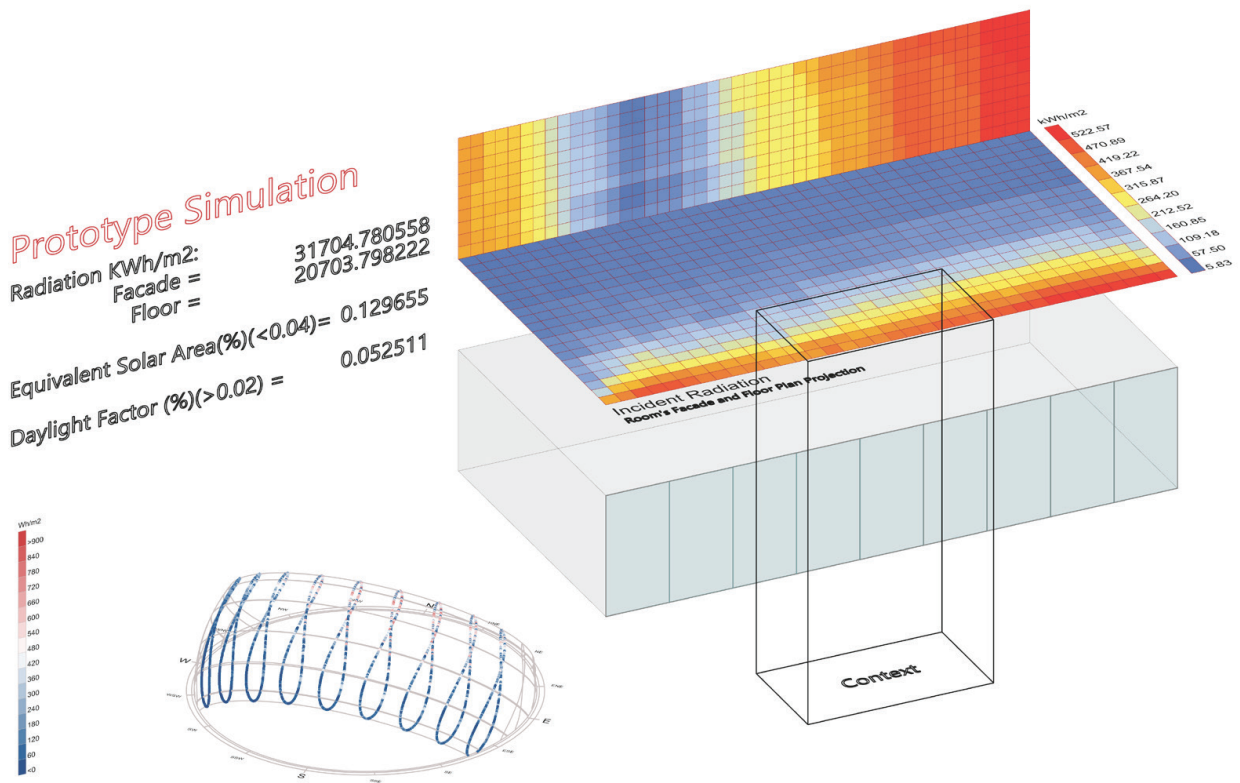 Prototype Simulation
Radiation KWh/m2:
Facade = 31704.780558
Floor = 20703.798222
Equivalent Solar Area(%)(<0.04)= 0.129655
Daylight Factor (%)(>0.02) = 0.052511
kWh/m2
522.57
470.89
419.22
367.54
315.87
264.20
212.52
160.85
109.18
57.50
5.83
Incident Radiation
Room's Facade and Floor Plan Projection
Context
Wh/m2
>900
840
780
720
660
600
540
480
420
360
300
240
180
120
60
<0
N
W
E
S